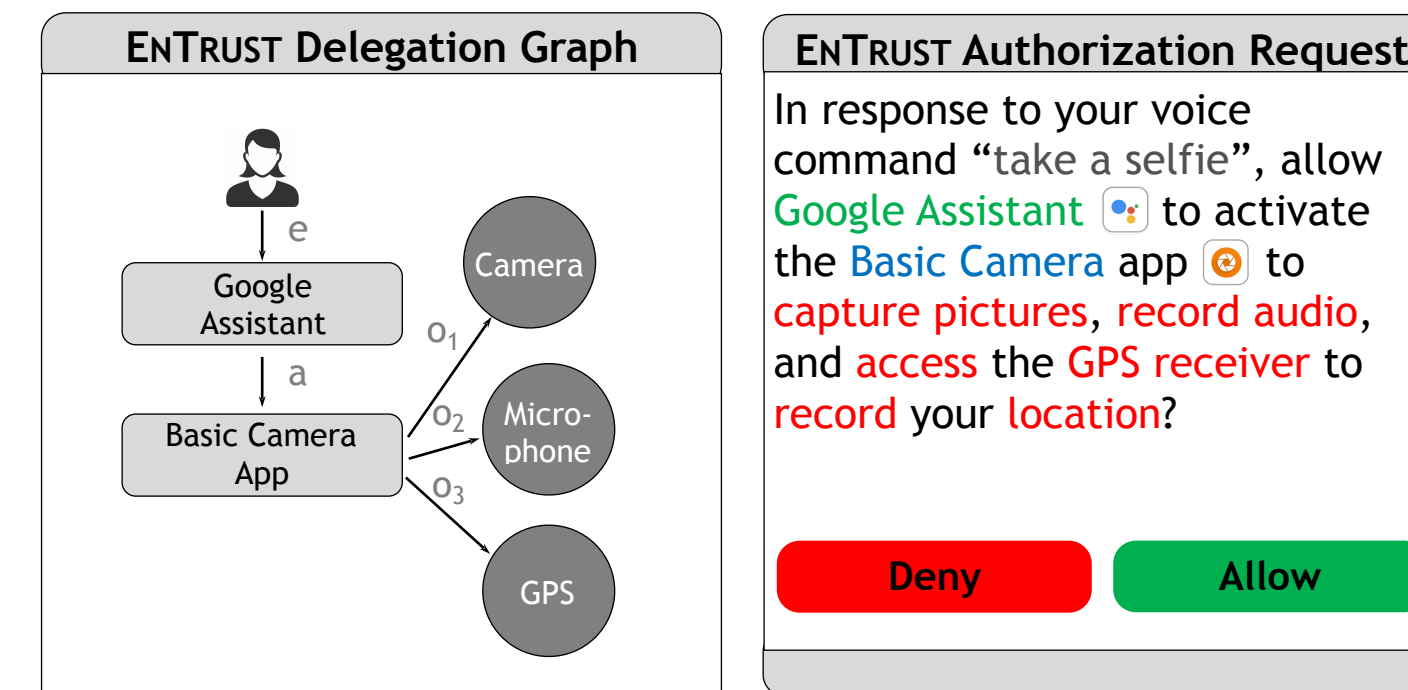 ENTRUST Delegation Graph
e
Google
Assistant
a
Basic Camera
App
o₁
o₂
o₃
Camera
Micro-
phone
GPS
ENTRUST Authorization Request
In response to your voice
command “take a selfie”, allow
Google Assistant to activate
the Basic Camera app to
capture pictures, record audio,
and access the GPS receiver to
record your location?
Deny
Allow